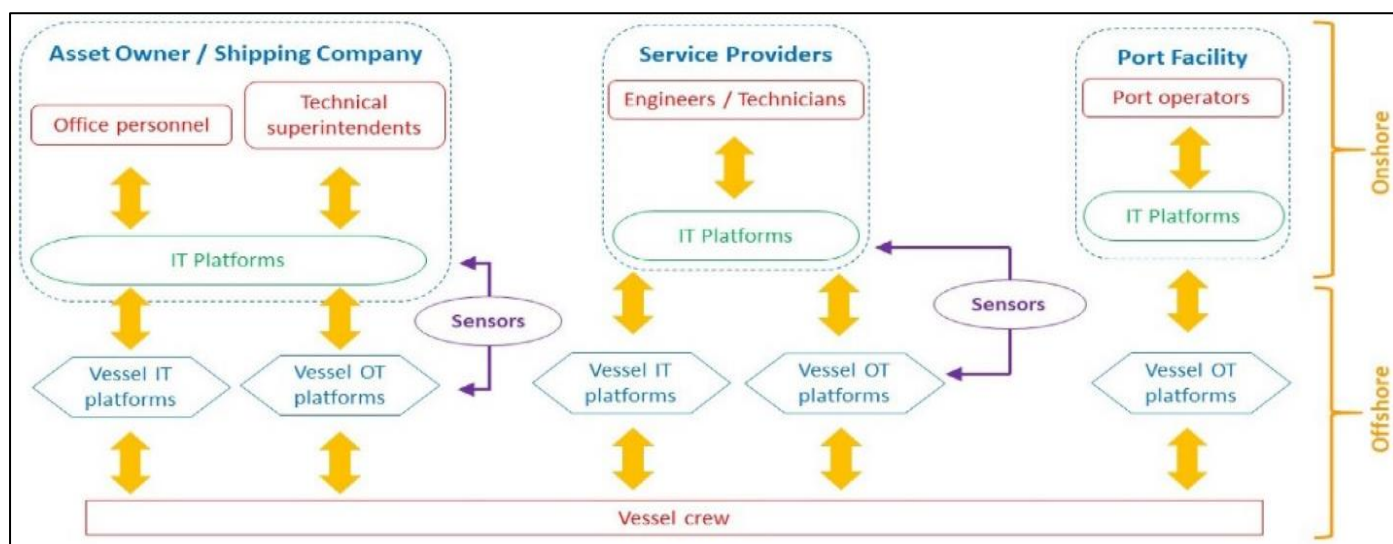 Asset Owner / Shipping Company
Office personnel
Technical
superintendents
IT Platforms
Service Providers
Engineers / Technicians
IT Platforms
Port Facility
Port operators
IT Platforms
Onshore
Sensors
Sensors
Vessel IT
platforms
Vessel OT
platforms
Vessel IT
platforms
Vessel OT
platforms
Vessel OT
platforms
Offshore
Vessel crew